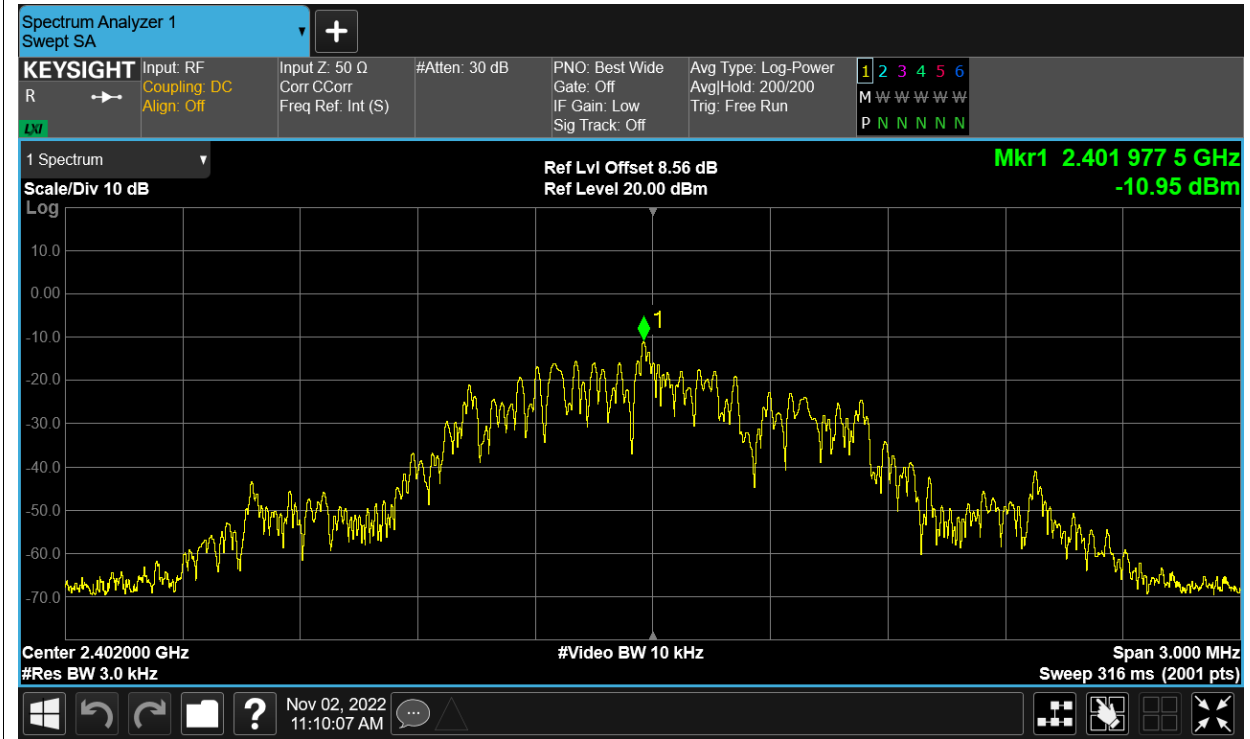 Spectrum Analyzer 1
Swept SA
+
KEYSIGHT
R
LXI
Input: RF
Coupling: DC
Align: Off
Input Z: 50 Ω
Corr CCorr
Freq Ref: Int (S)
#Atten: 30 dB
PNO: Best Wide
Gate: Off
IF Gain: Low
Sig Track: Off
Avg Type: Log-Power
Avg|Hold: 200/200
Trig: Free Run
1 2 3 4 5 6
M W W W W W
P N N N N N
1 Spectrum
Scale/Div 10 dB
Ref Lvl Offset 8.56 dB
Ref Level 20.00 dBm
Mkr1 2.401 977 5 GHz
-10.95 dBm
Log
10.0
0.00
-10.0
-20.0
-30.0
-40.0
-50.0
-60.0
-70.0
1
Center 2.402000 GHz
#Video BW 10 kHz
Span 3.000 MHz
#Res BW 3.0 kHz
Sweep 316 ms (2001 pts)
?
Nov 02, 2022
11:10:07 AM